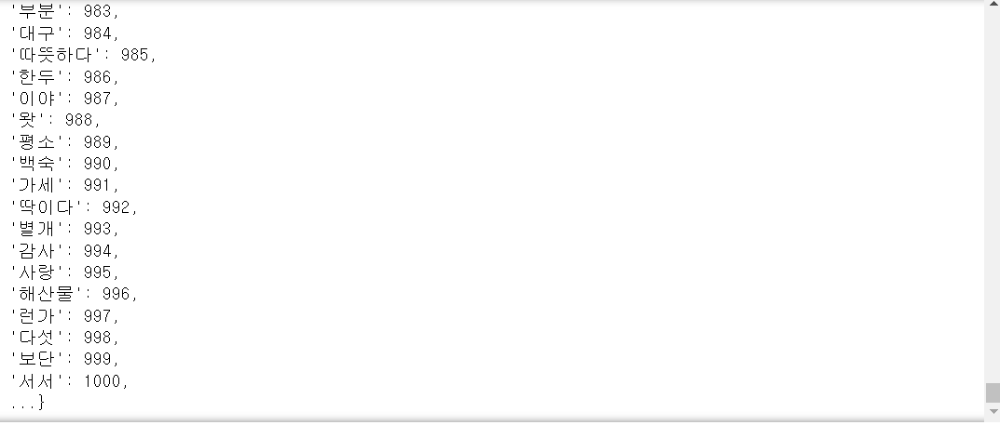 '부분': 983,
'대구': 984,
'따뜻하다': 985,
'한두': 986,
'이야': 987,
'왓': 988,
'평소': 989,
'백숙': 990,
'가세': 991,
'딱이다': 992,
'별개': 993,
'감사': 994,
'사랑': 995,
'해산물': 996,
'런가': 997,
'다섯': 998,
'보단': 999,
'서서': 1000,
...}